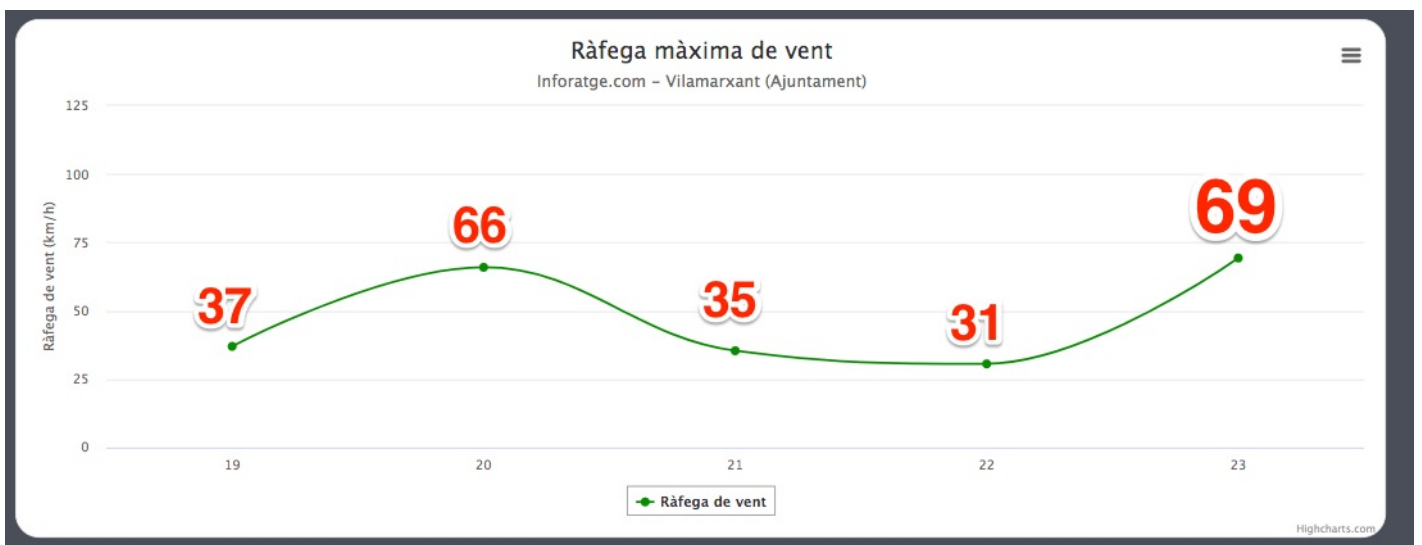 Ràfega màxima de vent
Inforatge.com – Vilamarxant (Ajuntament)
125
100
75
50
25
0
Ràfega de vent (km/h)
37
66
35
31
69
19 20 21 22 23
Ràfega de vent
Highcharts.com